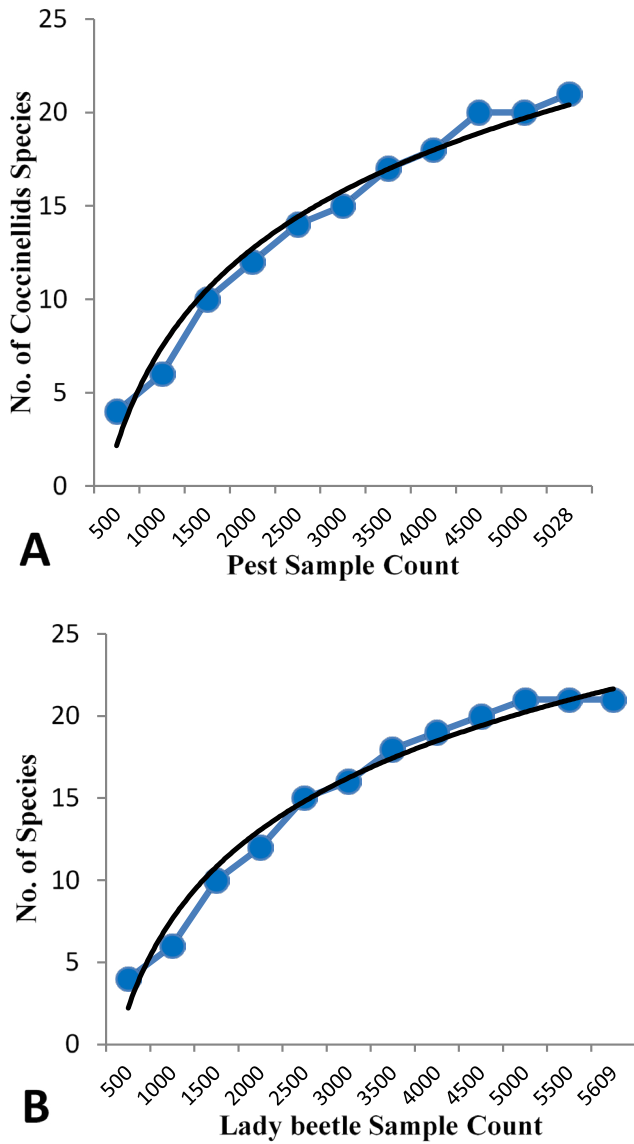 25
20
15
10
5
0
No. of Coccinellids Species
500 1000 1500 2000 2500 3000 3500 4000 4500 5000 5028
A
Pest Sample Count
25
20
15
10
5
0
No. of Species
500 1000 1500 2000 2500 3000 3500 4000 4500 5000 5500 5609
B
Lady beetle Sample Count